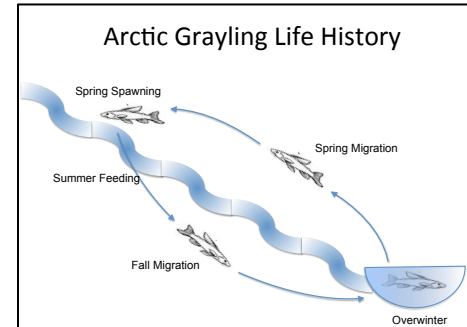 Arctic Grayling Life History
Spring Spawning
Spring Migration
Summer Feeding
Fall Migration
Overwinter